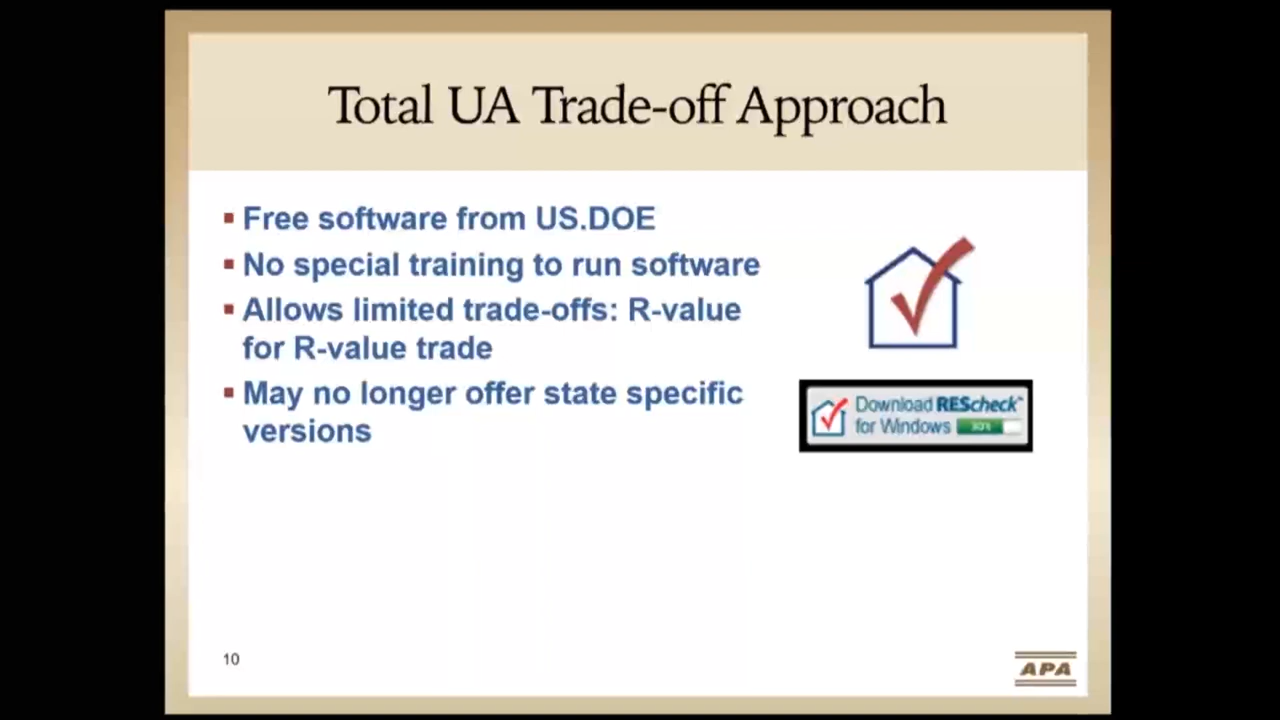 Total UA Trade-off Approach
▪ Free software from US.DOE
▪ No special training to run software
▪ Allows limited trade-offs: R-value
for R-value trade
▪ May no longer offer state specific
versions
Download REScheck™
for Windows
10
APA